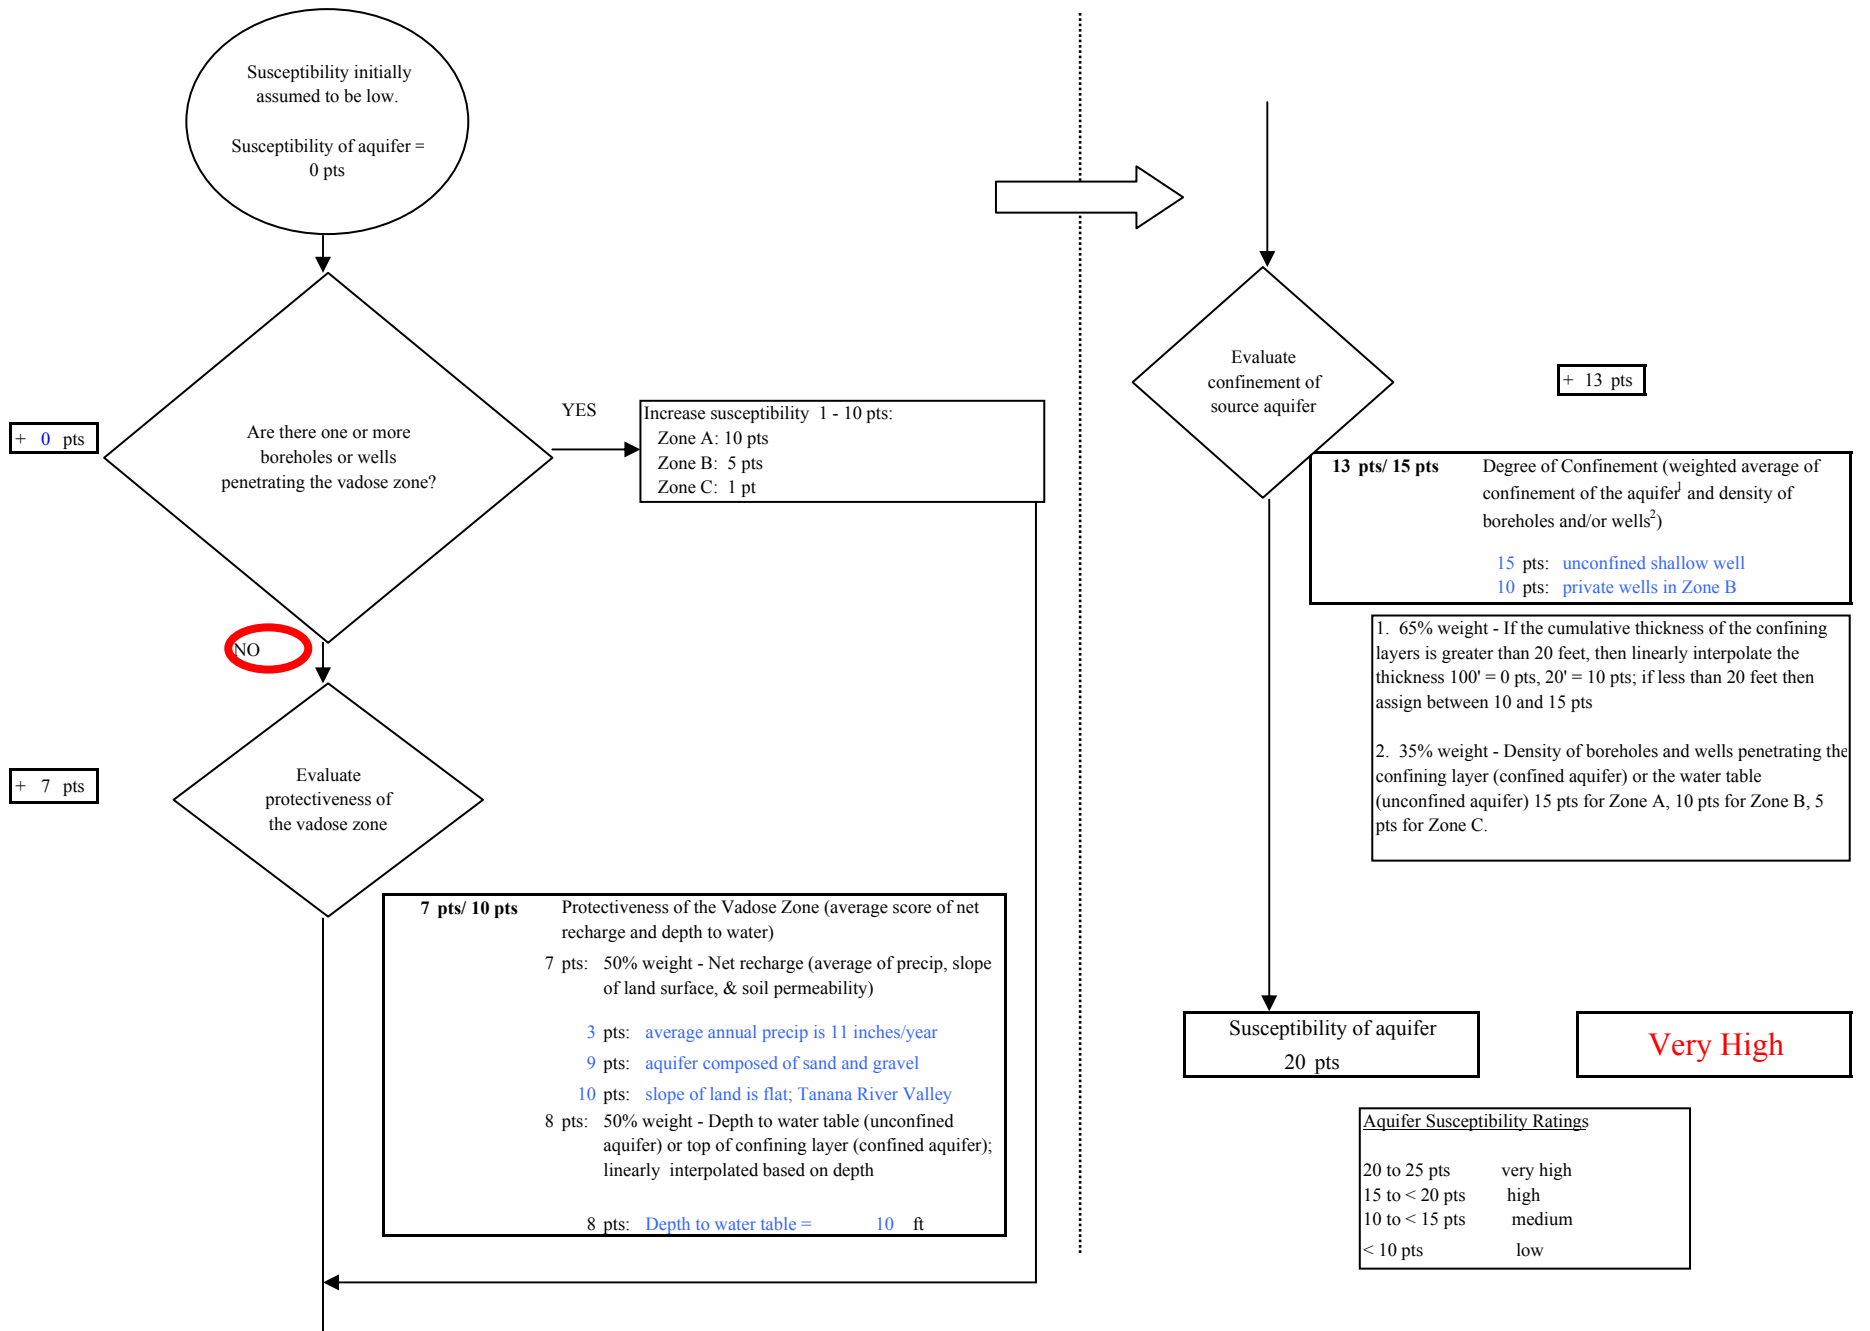 Susceptibility initially
assumed to be low.
Susceptibility of aquifer =
0 pts
Are there one or more
boreholes or wells
penetrating the vadose zone?
+ 0 pts
YES
Increase susceptibility 1 - 10 pts:
Zone A: 10 pts
Zone B: 5 pts
Zone C: 1 pt
NO
Evaluate
protectiveness of
the vadose zone
+ 7 pts
7 pts/ 10 pts Protectiveness of the Vadose Zone (average score of net
recharge and depth to water)
7 pts: 50% weight - Net recharge (average of precip, slope
of land surface, & soil permeability)
3 pts: average annual precip is 11 inches/year
9 pts: aquifer composed of sand and gravel
10 pts: slope of land is flat; Tanana River Valley
8 pts: 50% weight - Depth to water table (unconfined
aquifer) or top of confining layer (confined aquifer);
linearly interpolated based on depth
8 pts: Depth to water table = 10 ft
Evaluate
confinement of
source aquifer
+ 13 pts
13 pts/ 15 pts Degree of Confinement (weighted average of
confinement of the aquifer1 and density of
boreholes and/or wells2)
15 pts: unconfined shallow well
10 pts: private wells in Zone B
1. 65% weight - If the cumulative thickness of the confining
layers is greater than 20 feet, then linearly interpolate the
thickness 100' = 0 pts, 20' = 10 pts; if less than 20 feet then
assign between 10 and 15 pts
2. 35% weight - Density of boreholes and wells penetrating the
confining layer (confined aquifer) or the water table
(unconfined aquifer) 15 pts for Zone A, 10 pts for Zone B, 5
pts for Zone C.
Susceptibility of aquifer
20 pts
Very High
Aquifer Susceptibility Ratings
20 to 25 pts very high
15 to < 20 pts high
10 to < 15 pts medium
< 10 pts low